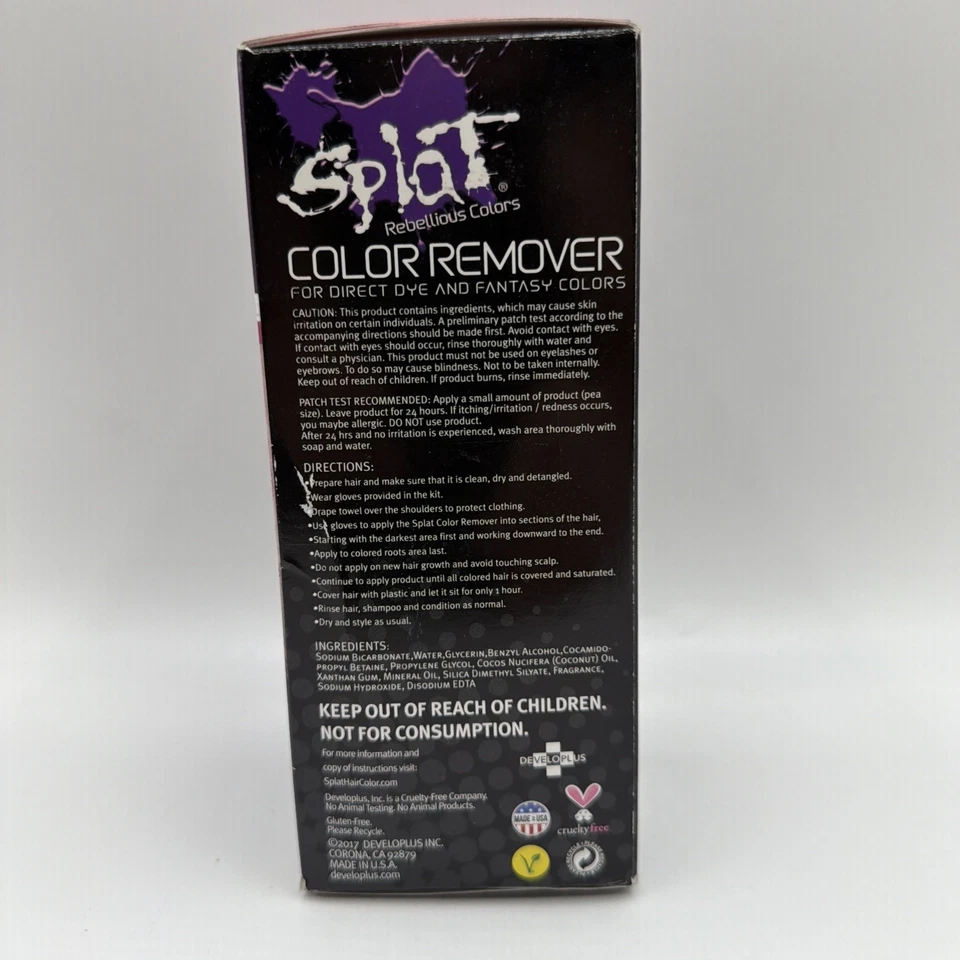 Splat®
Rebellious Colors
COLOR REMOVER
FOR DIRECT DYE AND FANTASY COLORS
CAUTION: This product contains ingredients, which may cause skin
irritation on certain individuals. A preliminary patch test according to the
accompanying directions should be made first. Avoid contact with eyes.
If contact with eyes should occur, rinse thoroughly with water and
consult a physician. This product must not be used on eyelashes or
eyebrows. To do so may cause blindness. Not to be taken internally.
Keep out of reach of children. If product burns, rinse immediately.
PATCH TEST RECOMMENDED: Apply a small amount of product (pea
size). Leave product for 24 hours. If itching/irritation / redness occurs,
you maybe allergic. DO NOT use product.
After 24 hrs and no irritation is experienced, wash area thoroughly with
soap and water.
DIRECTIONS:
•Prepare hair and make sure that it is clean, dry and detangled.
•Wear gloves provided in the kit.
•Drape towel over the shoulders to protect clothing.
•Use gloves to apply the Splat Color Remover into sections of the hair,
•Starting with the darkest area first and working downward to the end.
•Apply to colored roots area last.
•Do not apply on new hair growth and avoid touching scalp.
•Continue to apply product until all colored hair is covered and saturated.
•Cover hair with plastic and let it sit for only 1 hour.
•Rinse hair, shampoo and condition as normal.
•Dry and style as usual.
INGREDIENTS:
SODIUM BICARBONATE,WATER,GLYCERIN,BENZYL ALCOHOL,COCAMIDO-
PROPYL BETAINE, PROPYLENE GLYCOL, COCOS NUCIFERA (COCONUT) OIL,
XANTHAN GUM, MINERAL OIL, SILICA DIMETHYL SILYATE, FRAGRANCE,
SODIUM HYDROXIDE, DISODIUM EDTA
KEEP OUT OF REACH OF CHILDREN.
NOT FOR CONSUMPTION.
For more information and
copy of instructions visit:
SplatHairColor.com
DEVELOPLUS
Developlus, Inc. is a Cruelty-Free Company.
No Animal Testing. No Animal Products.
Gluten-Free.
Please Recycle.
©2017 DEVELOPLUS INC.
CORONA, CA 92879
MADE IN U.S.A.
developlus.com
MADE in USA
crueltyfree
V